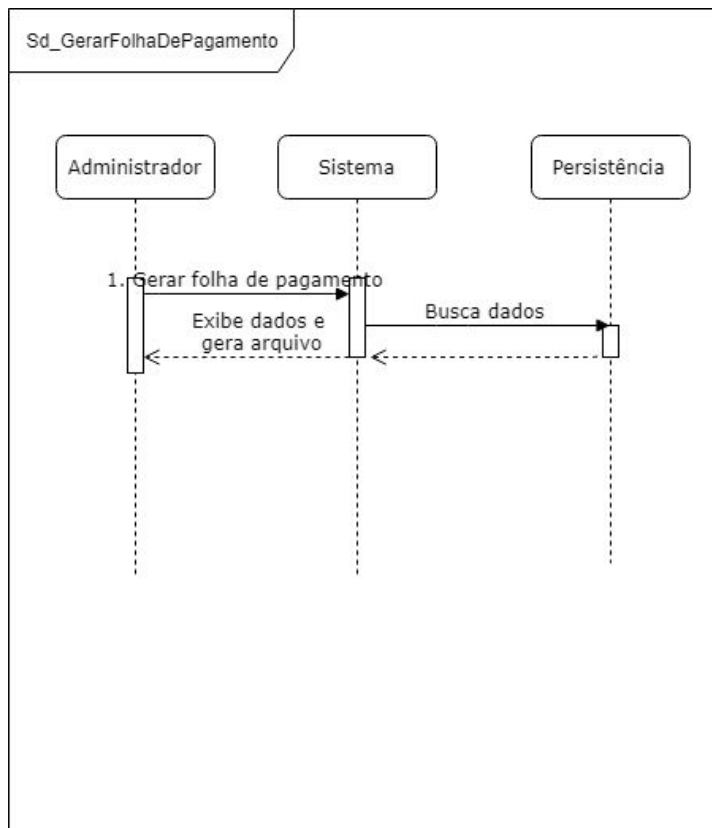 Sd_GerarFolhaDePagamento
Administrador
Sistema
Persistência
1. Gerar folha de pagamento
Busca dados
Exibe dados e
gera arquivo